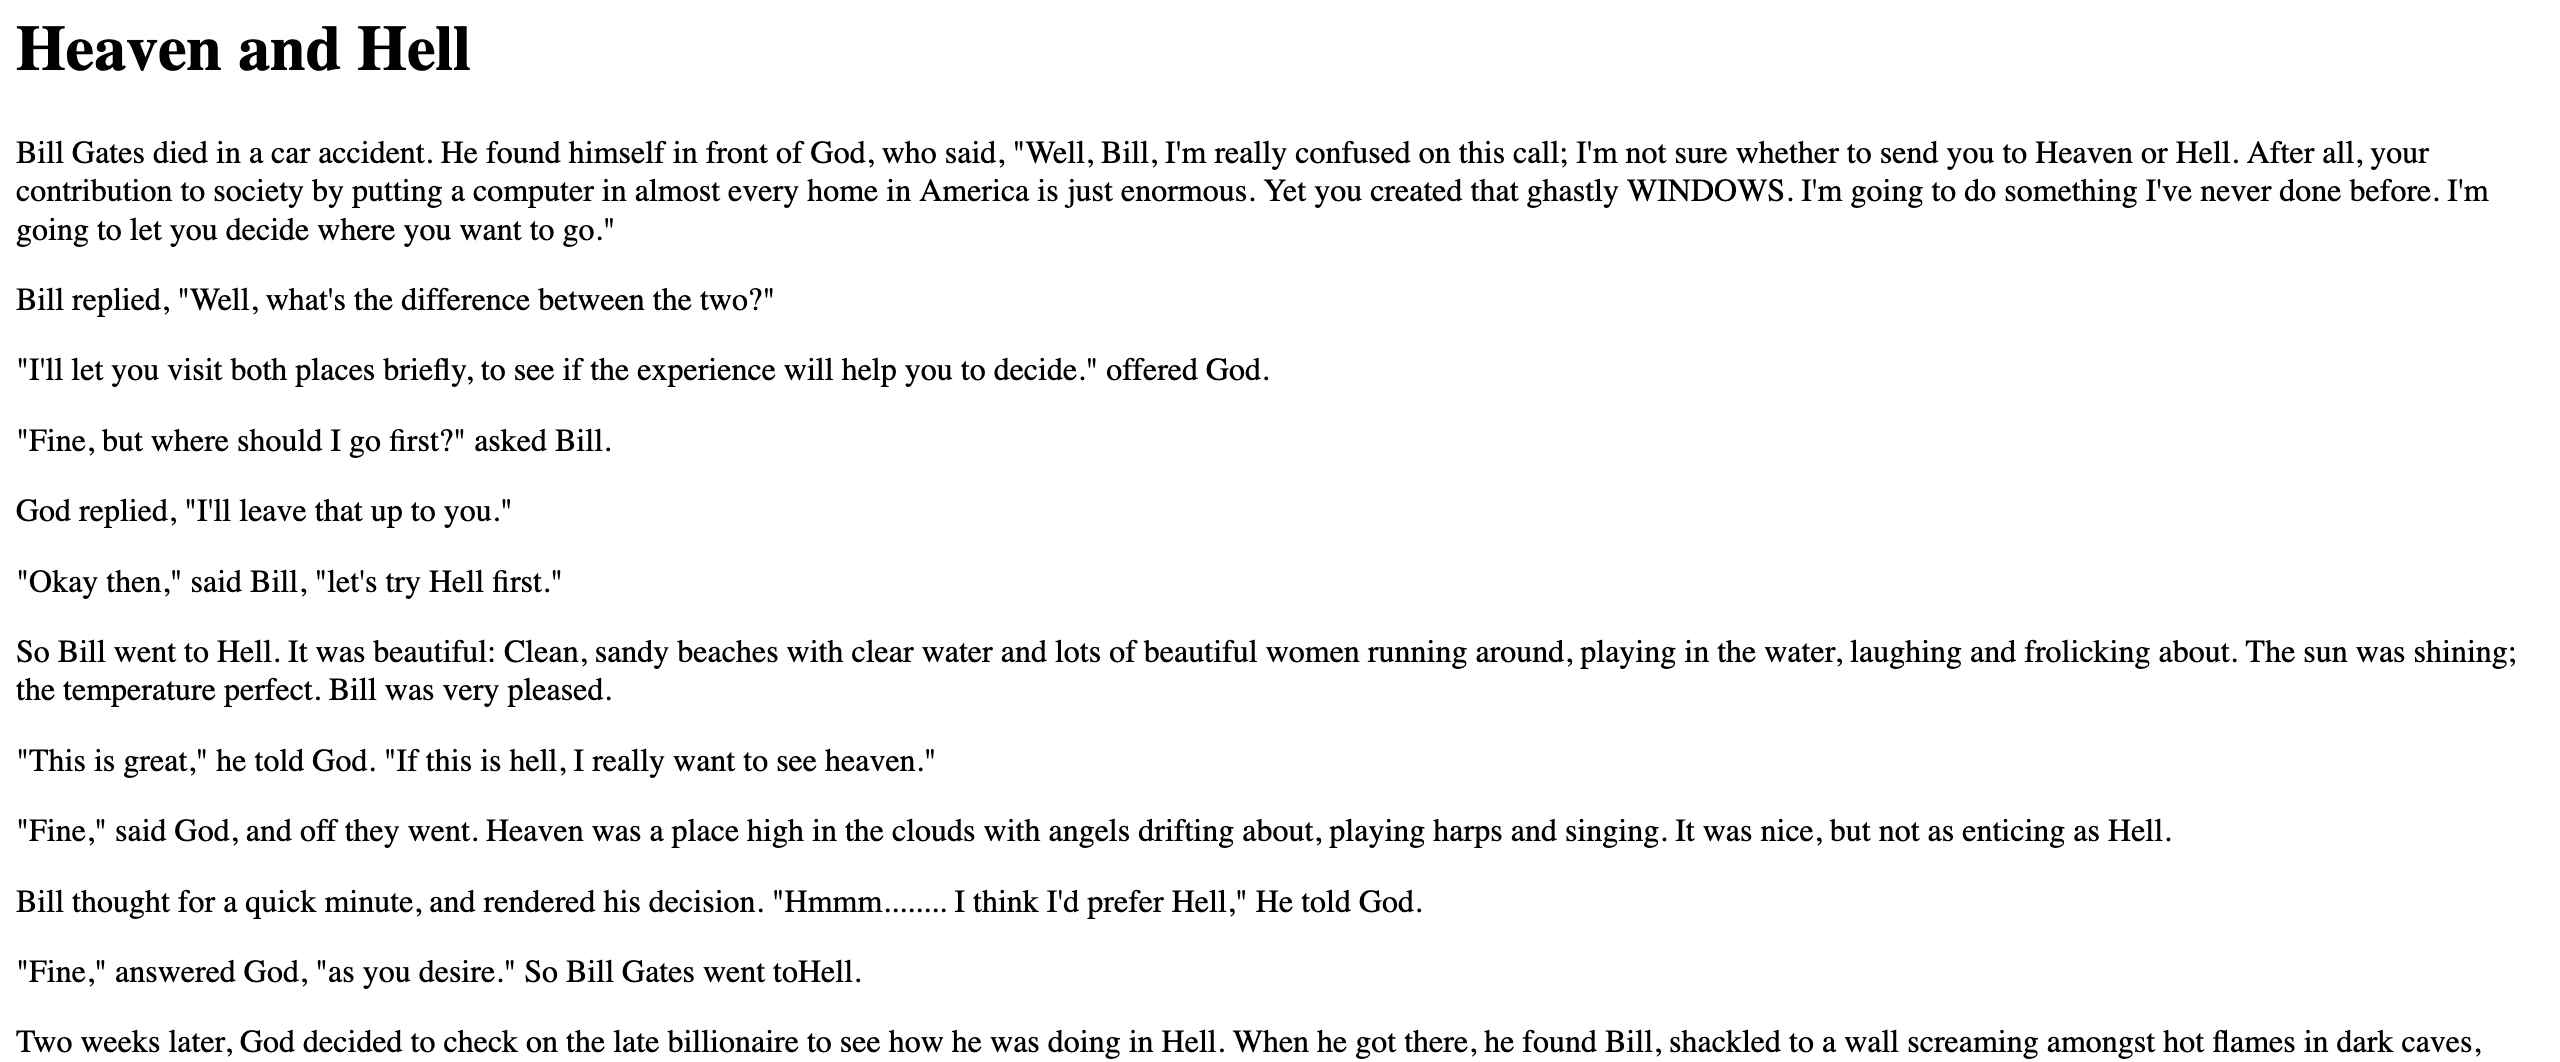 Heaven and Hell
Bill Gates died in a car accident. He found himself in front of God, who said, "Well, Bill, I'm really confused on this call; I'm not sure whether to send you to Heaven or Hell. After all, your
contribution to society by putting a computer in almost every home in America is just enormous. Yet you created that ghastly WINDOWS. I'm going to do something I've never done before. I'm
going to let you decide where you want to go."
Bill replied, "Well, what's the difference between the two?"
"I'll let you visit both places briefly, to see if the experience will help you to decide." offered God.
"Fine, but where should I go first?" asked Bill.
God replied, "I'll leave that up to you."
"Okay then," said Bill, "let's try Hell first."
So Bill went to Hell. It was beautiful: Clean, sandy beaches with clear water and lots of beautiful women running around, playing in the water, laughing and frolicking about. The sun was shining;
the temperature perfect. Bill was very pleased.
"This is great," he told God. "If this is hell, I really want to see heaven."
"Fine," said God, and off they went. Heaven was a place high in the clouds with angels drifting about, playing harps and singing. It was nice, but not as enticing as Hell.
Bill thought for a quick minute, and rendered his decision. "Hmmm........ I think I'd prefer Hell," He told God.
"Fine," answered God, "as you desire." So Bill Gates went toHell.
Two weeks later, God decided to check on the late billionaire to see how he was doing in Hell. When he got there, he found Bill, shackled to a wall screaming amongst hot flames in dark caves,